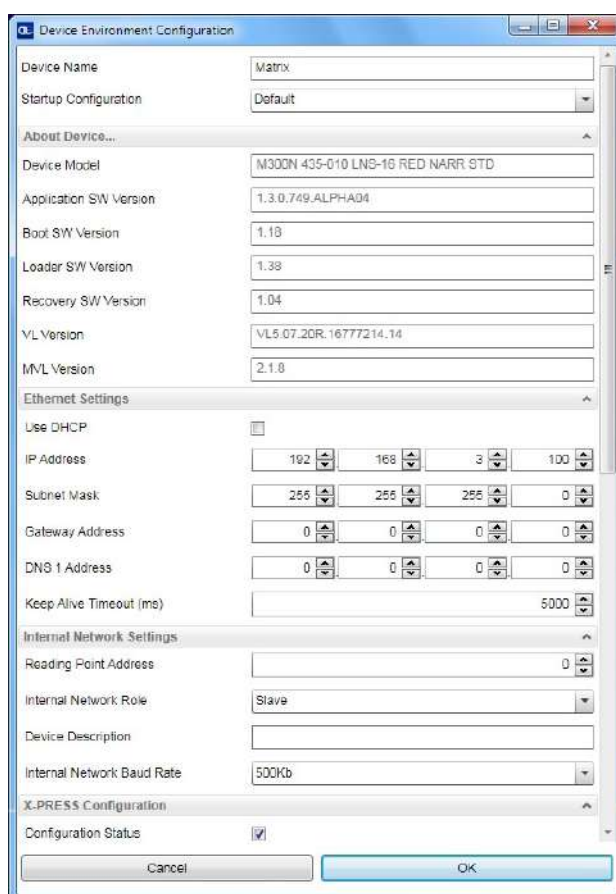 Device Environment Configuration
Device Name Matrix
Startup Configuration Default
About Device...
Device Model M300N 435-010 LNS-16 RED NARR STD
Application SW Version 1.3.0.749.ALPHA04
Boot SW Version 1.18
Loader SW Version 1.38
Recovery SW Version 1.04
VL Version VL5.07.20R.16777214.14
MVL Version 2.1.8
Ethernet Settings
Use DHCP
IP Address 192 . 168 . 3 . 100
Subnet Mask 255 . 255 . 255 . 0
Gateway Address 0 . 0 . 0 . 0
DNS 1 Address 0 . 0 . 0 . 0
Keep Alive Timeout (ms) 5000
Internal Network Settings
Reading Point Address 0
Internal Network Role Slave
Device Description
Internal Network Baud Rate 500Kb
X-PRESS Configuration
Configuration Status
Cancel OK